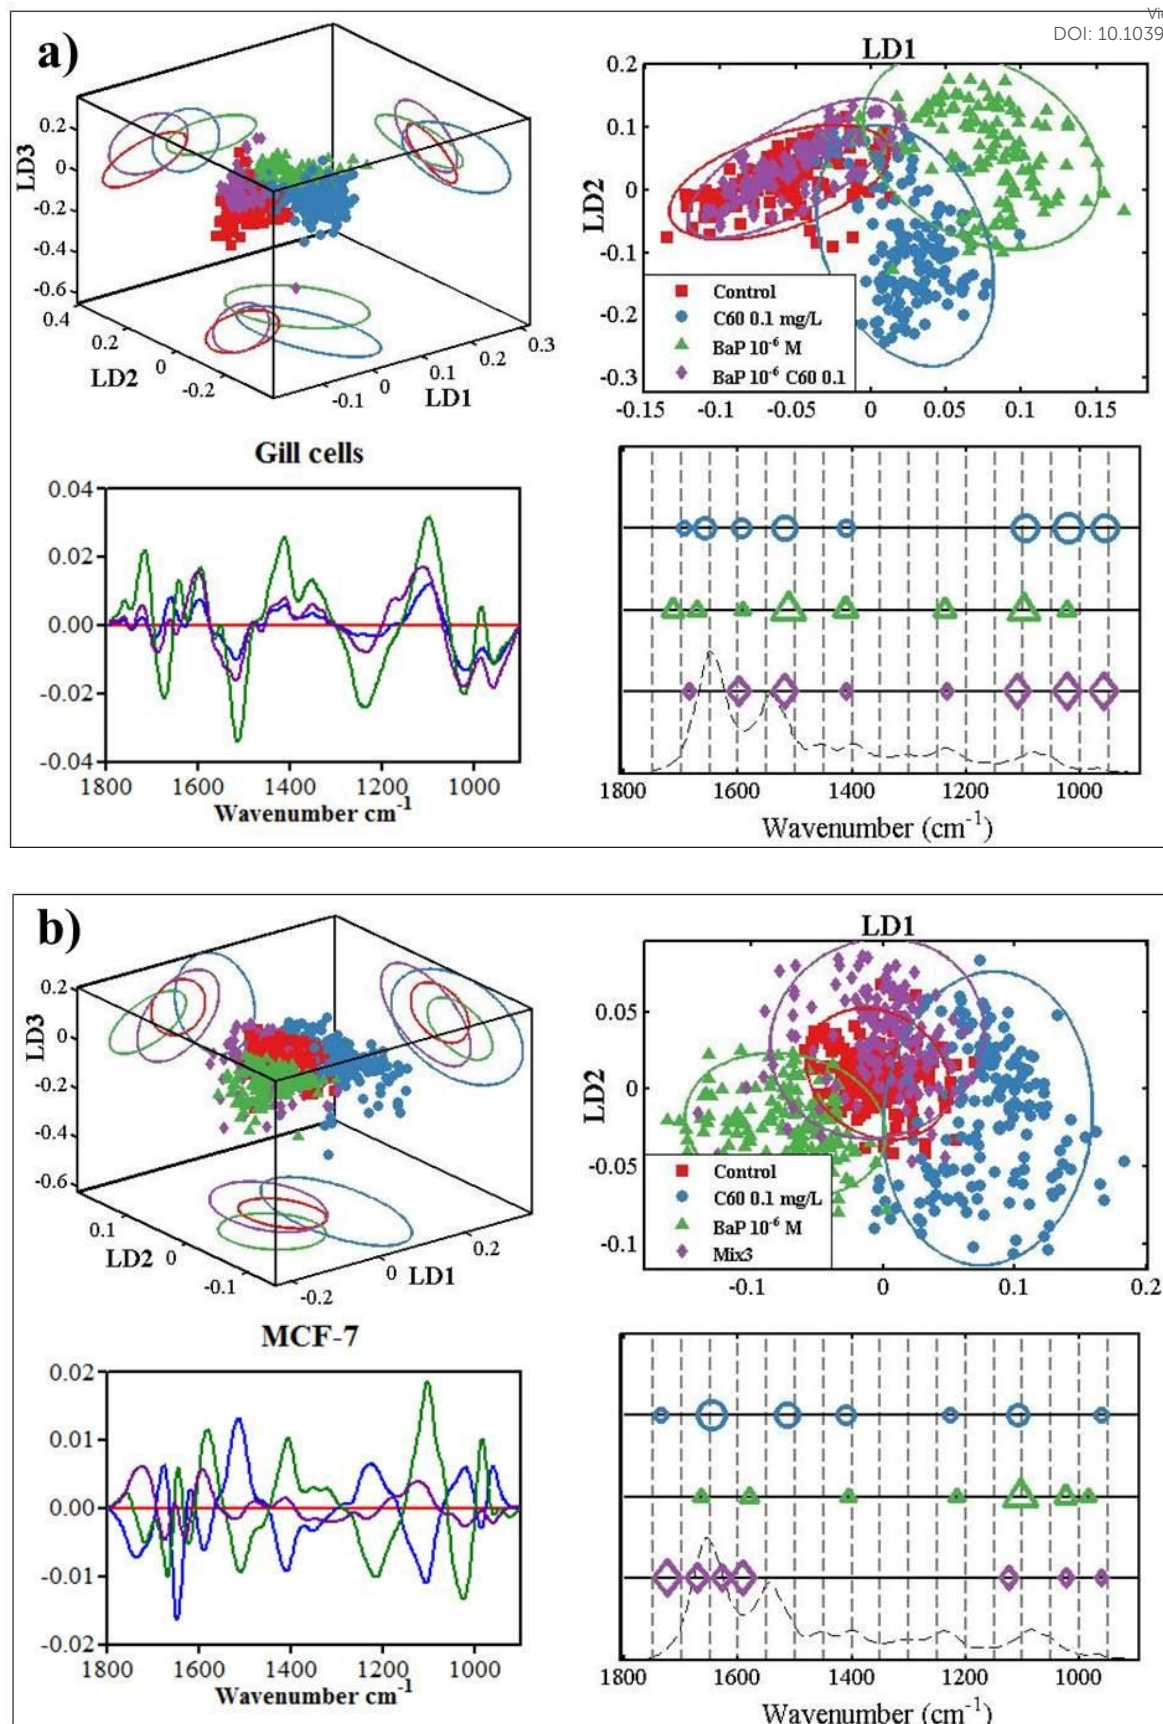 Vi
DOI: 10.1039
a)
LD3
0.2
0
-0.2
-0.4
-0.6
0.4
0.2
0
-0.2
LD2
-0.1
0
0.1
0.2
0.3
LD1
LD1
LD2
0.2
0.1
0
-0.1
-0.2
-0.3
Control
C60 0.1 mg/L
BaP 10⁻⁶ M
BaP 10⁻⁶ C60 0.1
-0.15 -0.1 -0.05 0 0.05 0.1 0.15
Gill cells
0.04
0.02
0.00
-0.02
-0.04
1800 1600 1400 1200 1000
Wavenumber cm⁻¹
1800 1600 1400 1200 1000
Wavenumber (cm⁻¹)
b)
LD3
0.2
0
-0.2
-0.4
-0.6
0.1
0
-0.1
LD2
-0.2
0
0.2
LD1
LD1
LD2
0.05
0
-0.05
-0.1
Control
C60 0.1 mg/L
BaP 10⁻⁶ M
Mix3
-0.1 0 0.1 0.2
MCF-7
0.02
0.01
0.00
-0.01
-0.02
1800 1600 1400 1200 1000
Wavenumber cm⁻¹
1800 1600 1400 1200 1000
Wavenumber (cm⁻¹)